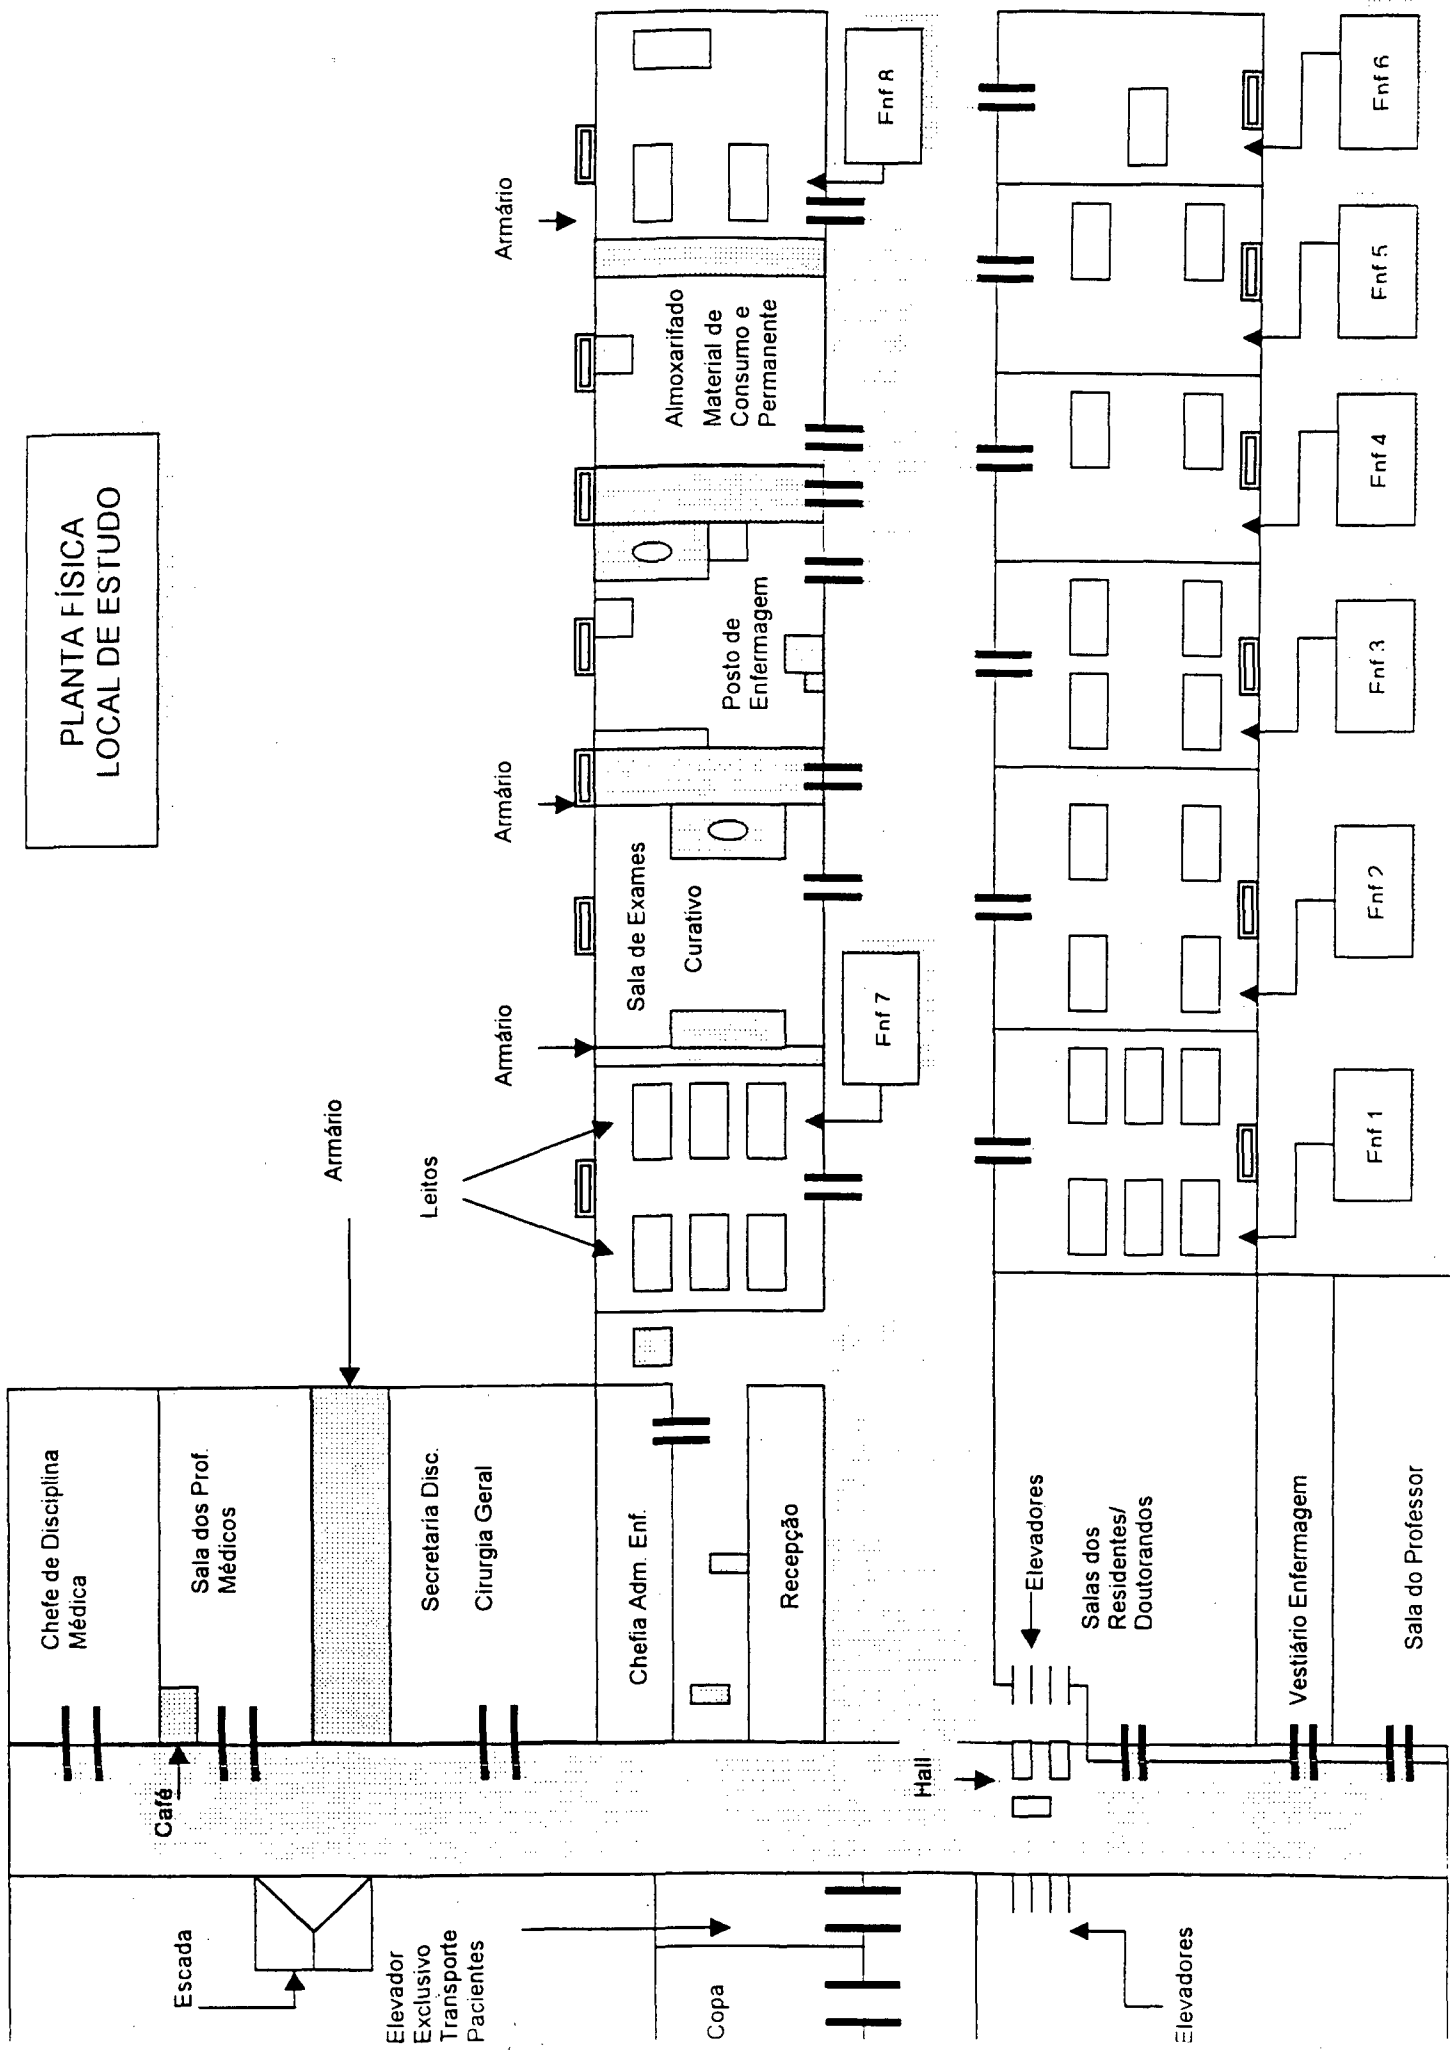 PLANTA FÍSICA
LOCAL DE ESTUDO
Chefe de Disciplina
Médica
Sala dos Prof.
Médicos
Café
Armário
Secretaria Disc.
Cirurgia Geral
Chefia Adm. Enf.
Recepção
Leitos
Armário
Sala de Exames
Curativo
Armário
Posto de
Enfermagem
Almoxarifado
Material de
Consumo e
Permanente
Armário
Enf 7
Enf 8
Escada
Elevador
Exclusivo
Transporte
Pacientes
Copa
Hall
Elevadores
Elevadores
Salas dos
Residentes/
Doutorandos
Vestiário Enfermagem
Sala do Professor
Enf 1
Enf 2
Enf 3
Enf 4
Enf 5
Enf 6